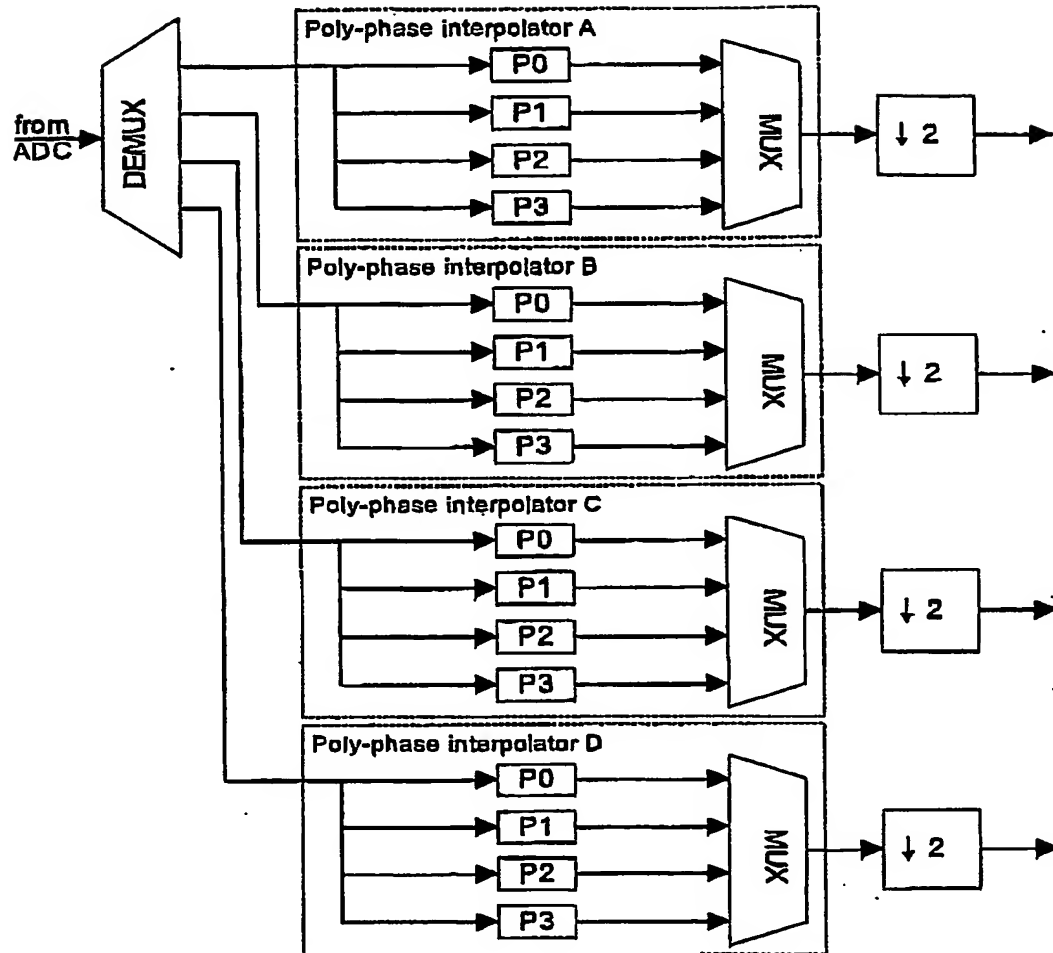 Poly-phase interpolator A
P0
P1
P2
P3
MUX
↓ 2
from
ADC
DEMUX
Poly-phase interpolator B
P0
P1
P2
P3
MUX
↓ 2
Poly-phase interpolator C
P0
P1
P2
P3
MUX
↓ 2
Poly-phase interpolator D
P0
P1
P2
P3
MUX
↓ 2